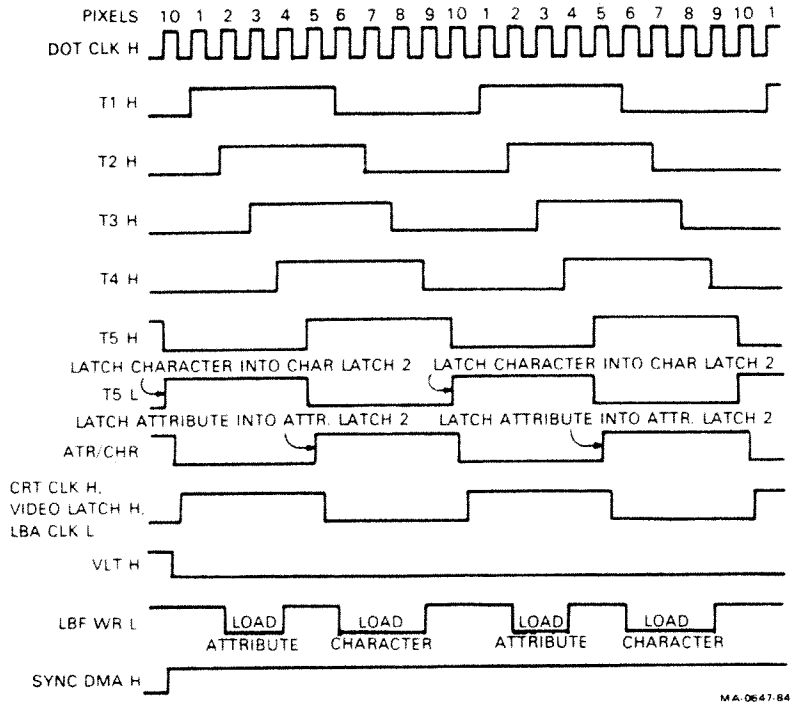 PIXELS 10 1 2 3 4 5 6 7 8 9 10 1 2 3 4 5 6 7 8 9 10 1
DOT CLK H
T1 H
T2 H
T3 H
T4 H
T5 H
LATCH CHARACTER INTO CHAR LATCH 2 LATCH CHARACTER INTO CHAR LATCH 2
T5 L
LATCH ATTRIBUTE INTO ATTR. LATCH 2 LATCH ATTRIBUTE INTO ATTR. LATCH 2
ATR/CHR
CRT CLK H,
VIDEO LATCH H,
LBA CLK L
VLT H
LBF WR L LOAD LOAD LOAD LOAD
ATTRIBUTE CHARACTER ATTRIBUTE CHARACTER
SYNC DMA H
MA-0647-84